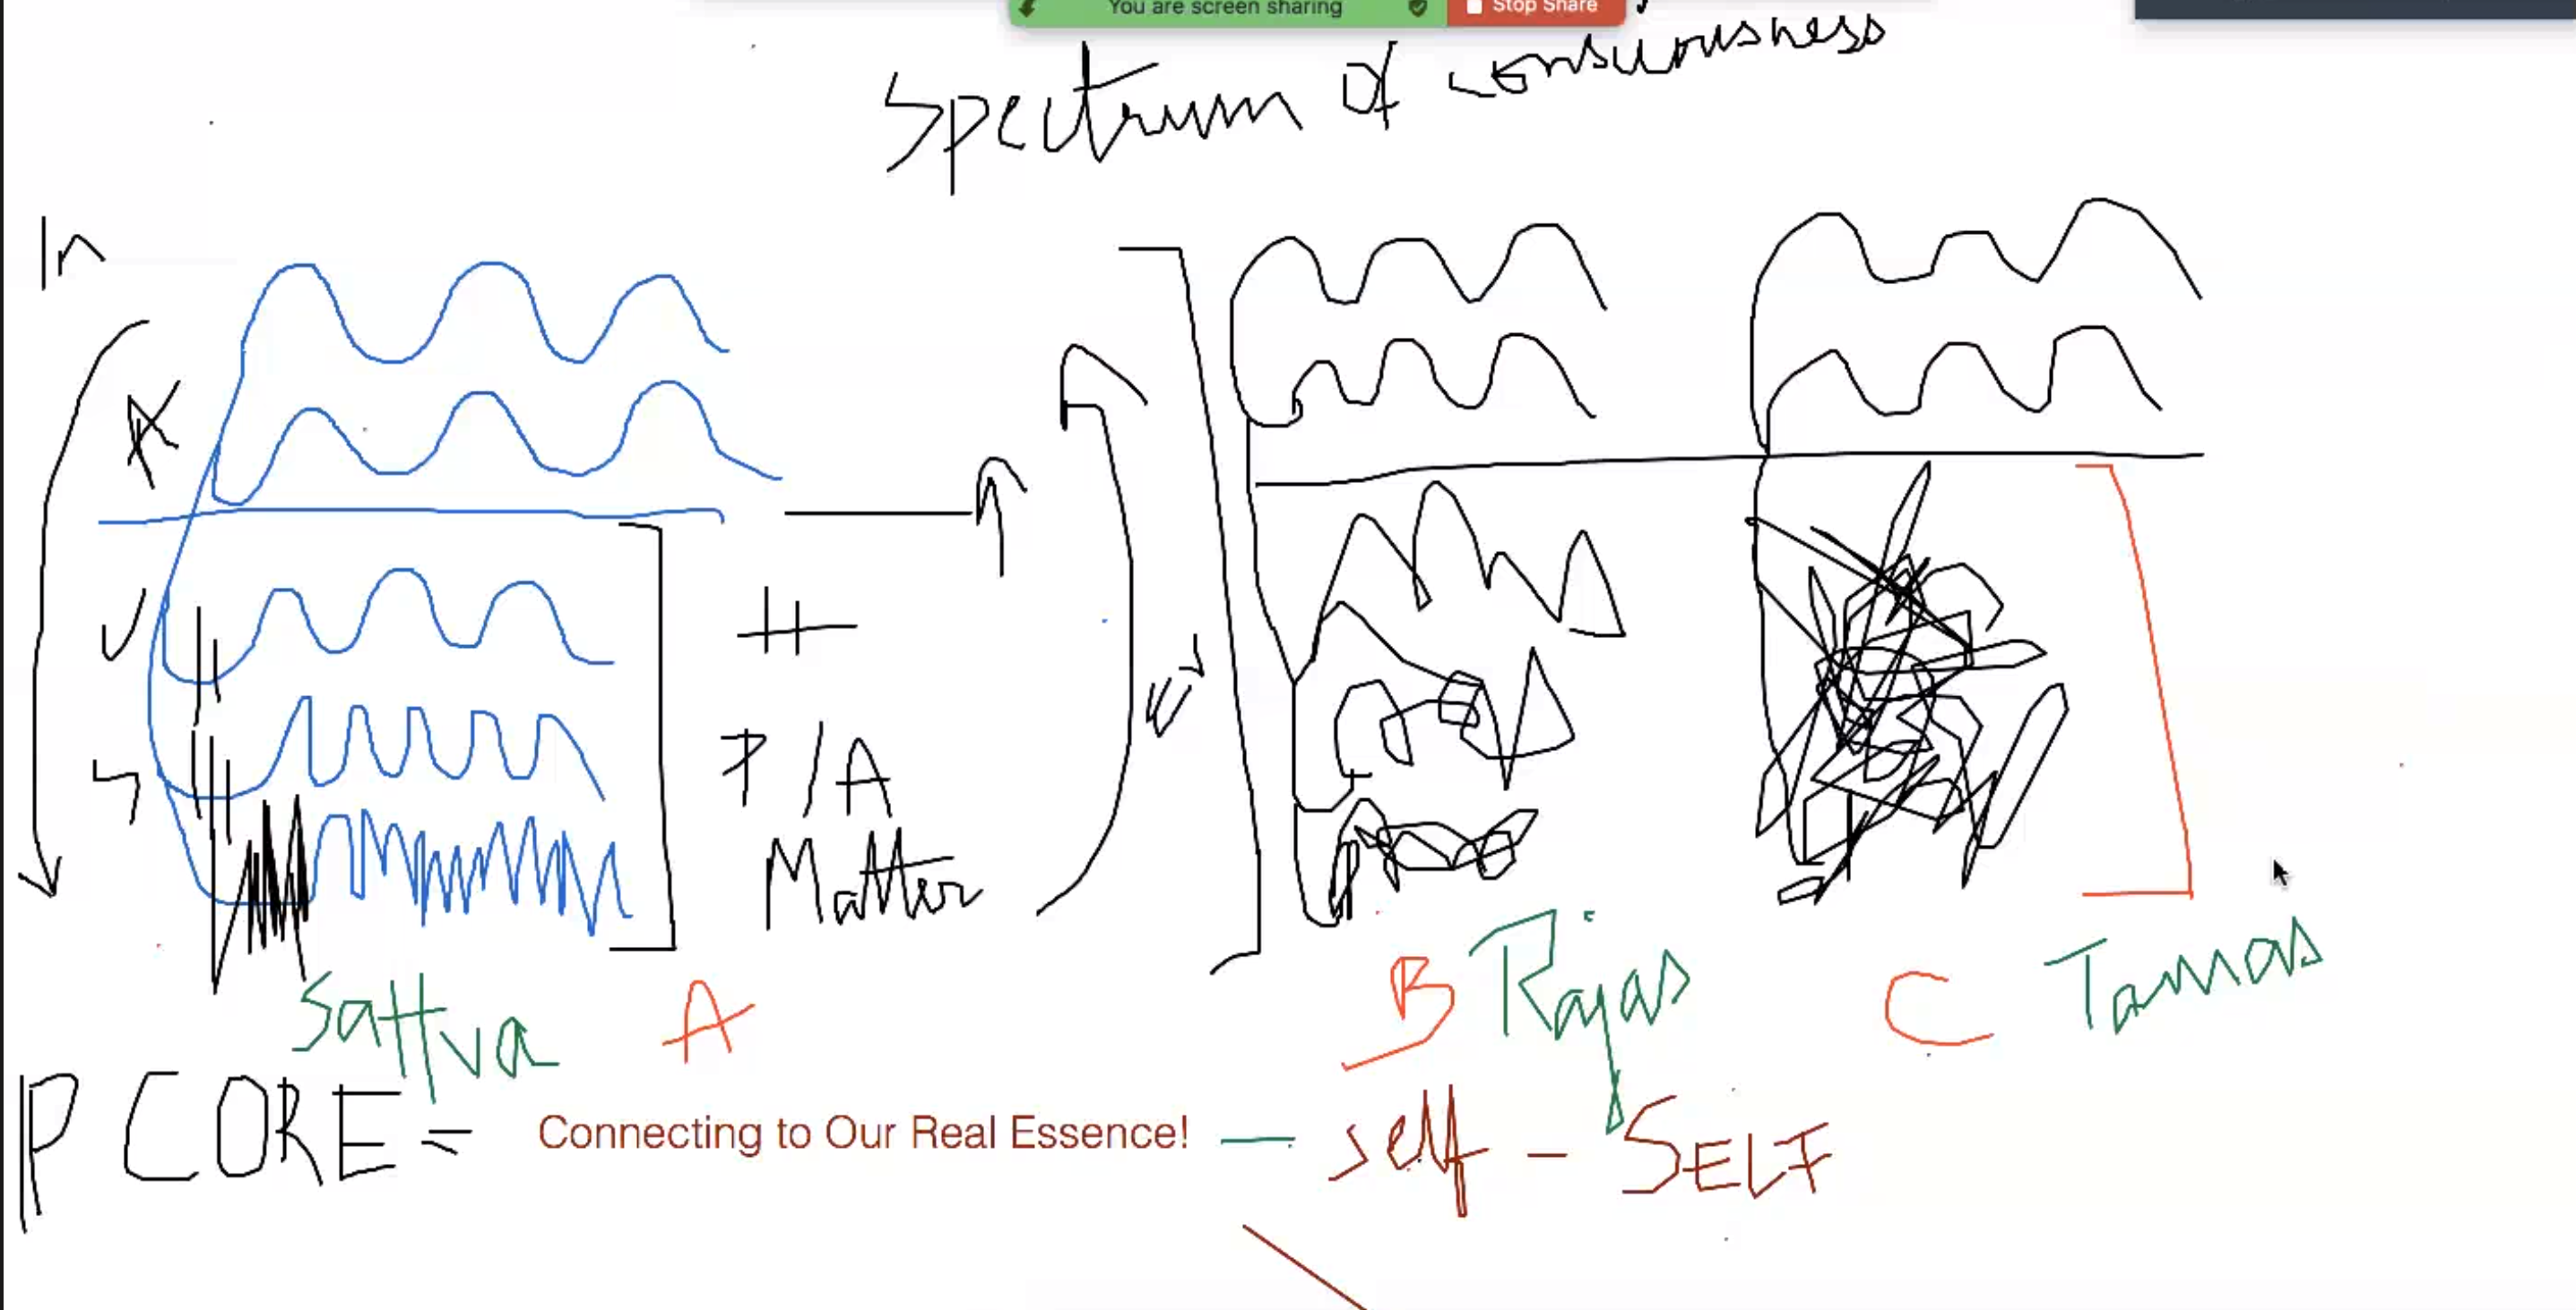 You are screen sharing Stop Share
Spectrum of consciousness
In
H
P/A
Matter
Sattva A
B Rajas
C Tamas
P CORE = Connecting to Our Real Essence! — self - SELF